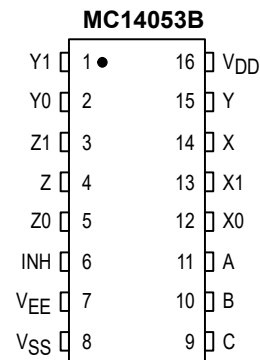 MC14053B
Y1 1 16 VDD
Y0 2 15 Y
Z1 3 14 X
Z 4 13 X1
Z0 5 12 X0
INH 6 11 A
VEE 7 10 B
VSS 8 9 C